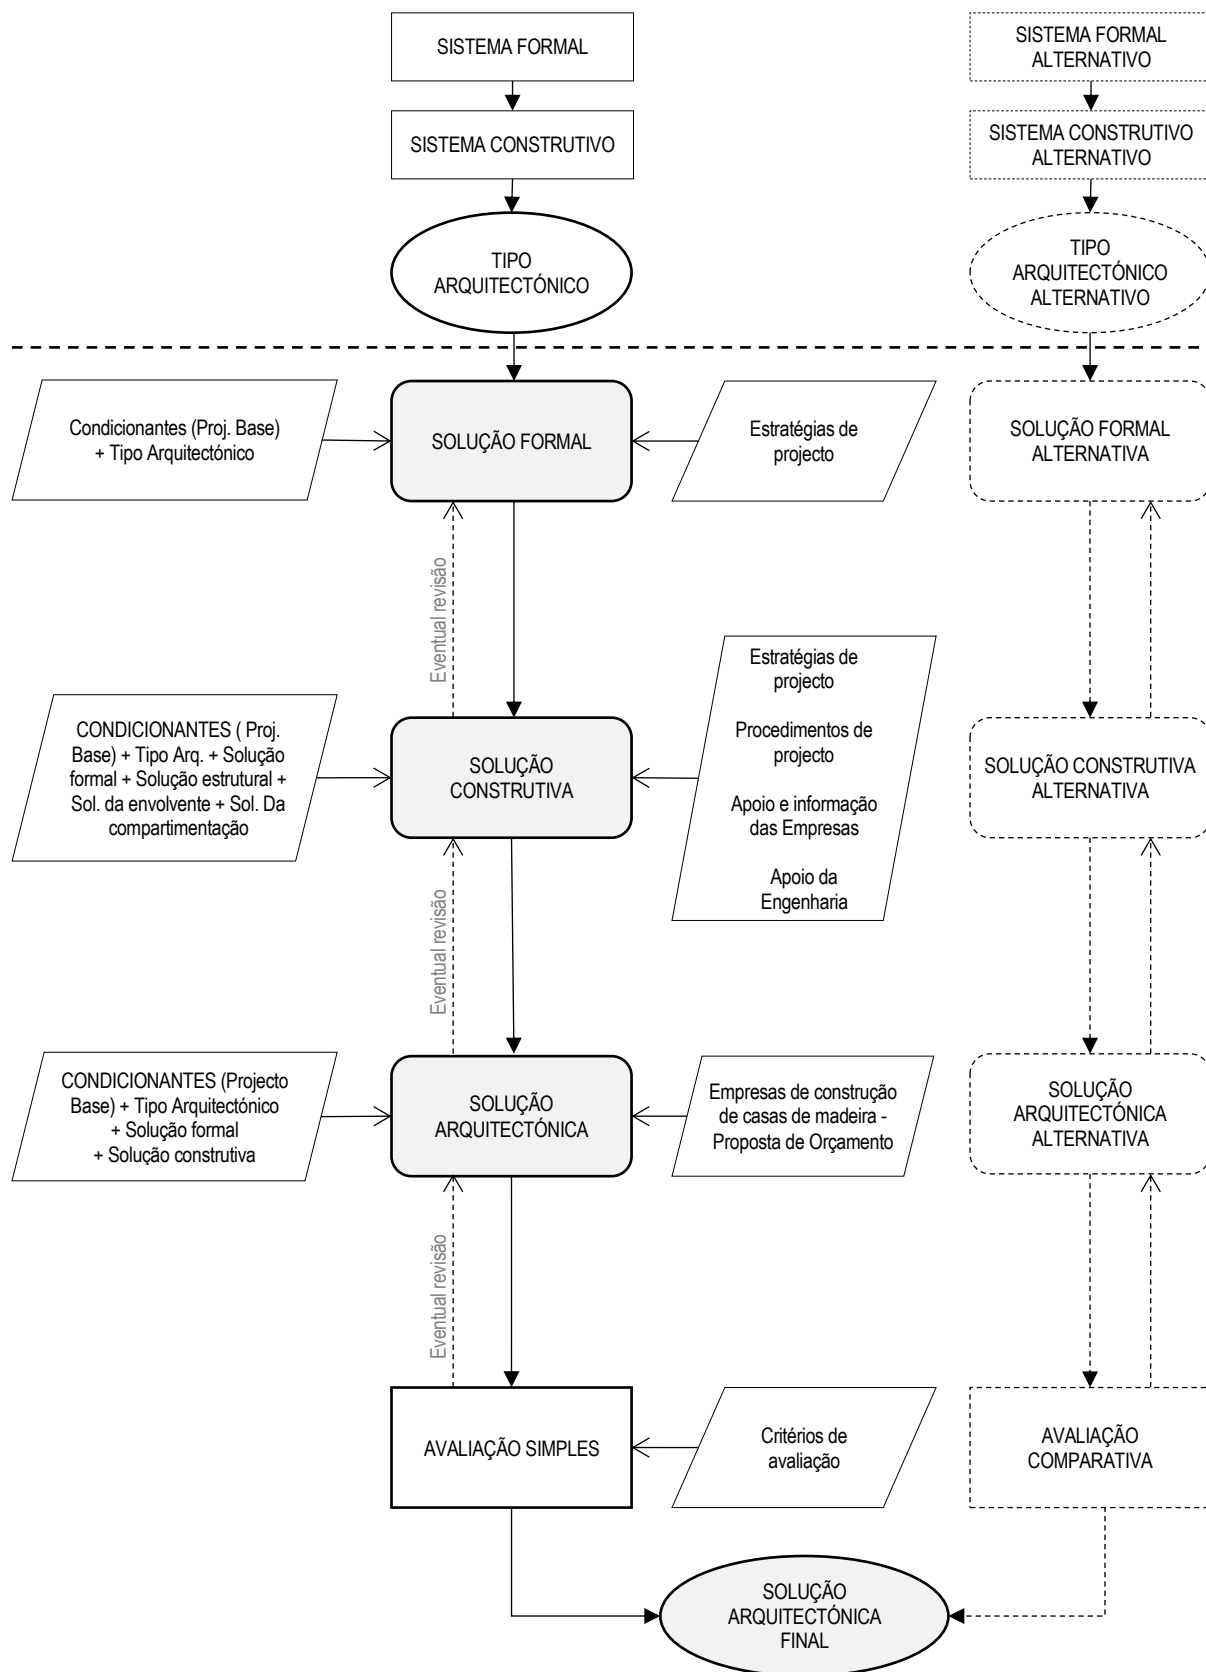 SISTEMA FORMAL
SISTEMA FORMAL
ALTERNATIVO
SISTEMA CONSTRUTIVO
SISTEMA CONSTRUTIVO
ALTERNATIVO
TIPO
ARQUITECTÓNICO
TIPO
ARQUITECTÓNICO
ALTERNATIVO
Condicionantes (Proj. Base)
+ Tipo Arquitectónico
SOLUÇÃO FORMAL
Estratégias de
projecto
SOLUÇÃO FORMAL
ALTERNATIVA
Eventual revisão
CONDICIONANTES ( Proj.
Base) + Tipo Arq. + Solução
formal + Solução estrutural +
Sol. da envolvente + Sol. Da
compartimentação
SOLUÇÃO
CONSTRUTIVA
Estratégias de
projecto
Procedimentos de
projecto
Apoio e informação
das Empresas
Apoio da
Engenharia
SOLUÇÃO CONSTRUTIVA
ALTERNATIVA
Eventual revisão
CONDICIONANTES (Projecto
Base) + Tipo Arquitectónico
+ Solução formal
+ Solução construtiva
SOLUÇÃO
ARQUITECTÓNICA
Empresas de construção
de casas de madeira -
Proposta de Orçamento
SOLUÇÃO
ARQUITECTÓNICA
ALTERNATIVA
Eventual revisão
AVALIAÇÃO SIMPLES
Critérios de
avaliação
AVALIAÇÃO
COMPARATIVA
SOLUÇÃO
ARQUITECTÓNICA
FINAL